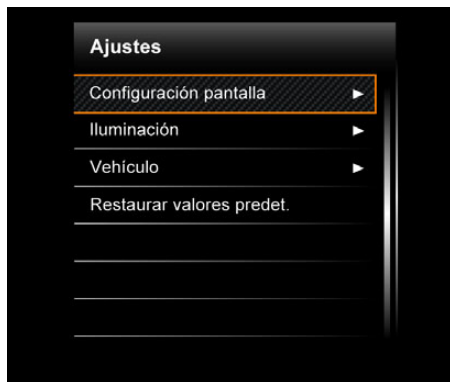 Ajustes
Configuración pantalla
Iluminación
Vehículo
Restaurar valores predet.